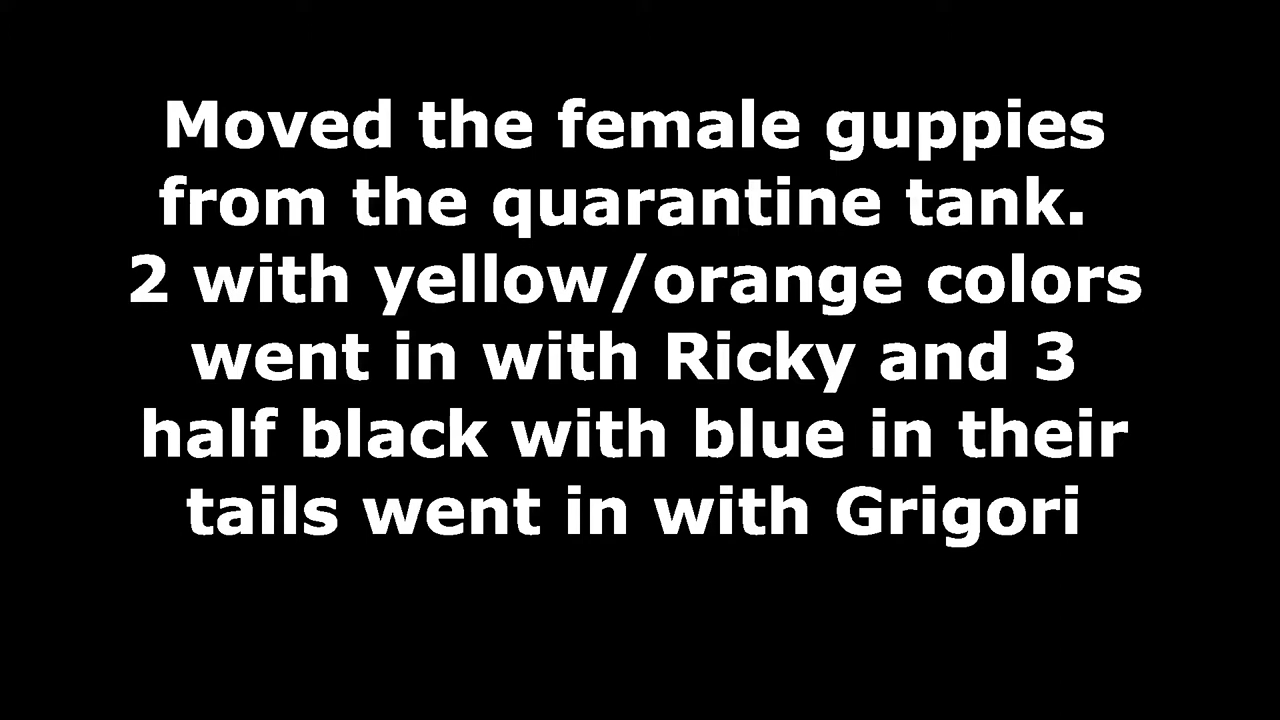 Moved the female guppies
from the quarantine tank.
2 with yellow/orange colors
went in with Ricky and 3
half black with blue in their
tails went in with Grigori